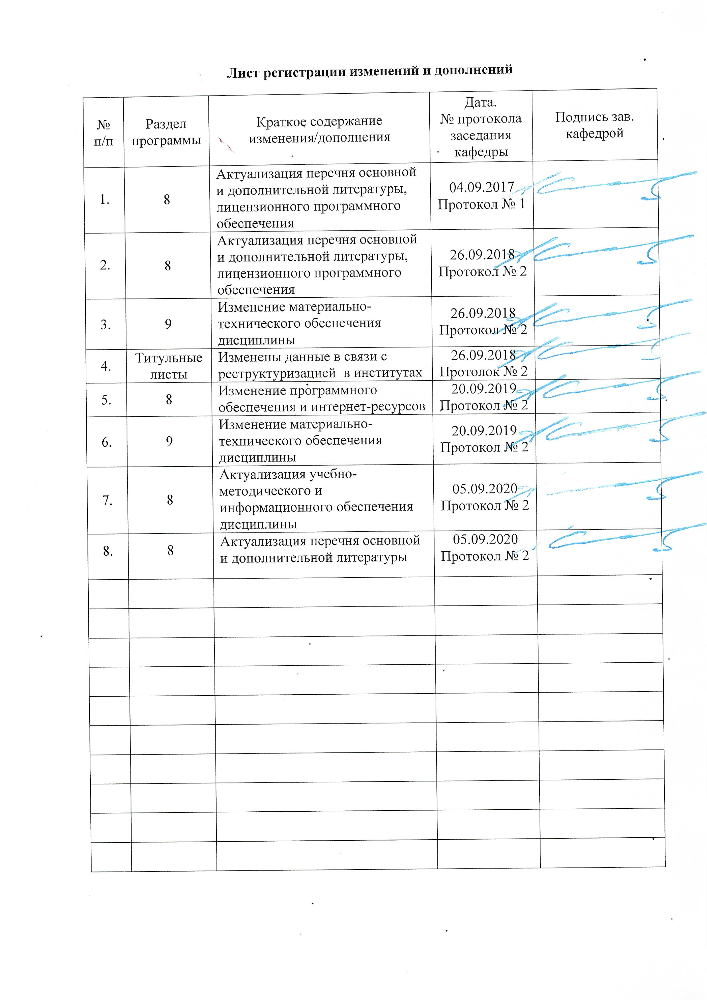 Лист регистрации изменений и дополнений
№
п/п
Раздел
программы
Краткое содержание
изменения/дополнения
Дата.
№ протокола
заседания
кафедры
Подпись зав.
кафедрой
1.
8
Актуализация перечня основной
и дополнительной литературы,
лицензионного программного
обеспечения
04.09.2017
Протокол № 1
2.
8
Актуализация перечня основной
и дополнительной литературы,
лицензионного программного
обеспечения
26.09.2018
Протокол № 2
3.
9
Изменение материально-
технического обеспечения
дисциплины
26.09.2018
Протокол № 2
4.
Титульные
листы
Изменены данные в связи с
реструктуризацией в институтах
26.09.2018
Протолок № 2
5.
8
Изменение программного
обеспечения и интернет-ресурсов
20.09.2019
Протокол № 2
6.
9
Изменение материально-
технического обеспечения
дисциплины
20.09.2019
Протокол № 2
7.
8
Актуализация учебно-
методического и
информационного обеспечения
дисциплины
05.09.2020
Протокол № 2
8.
8
Актуализация перечня основной
и дополнительной литературы
05.09.2020
Протокол № 2